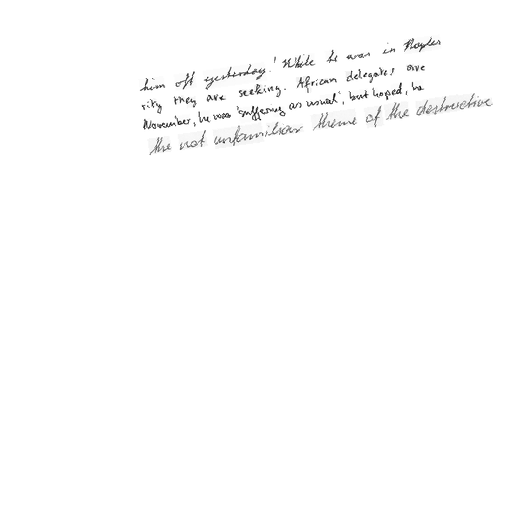 him off yesterday! While he was in Naples
rity they are seeking. African delegates are
November, he was 'suffering as usual', but hoped, he
the not unfamiliar theme of the destructive